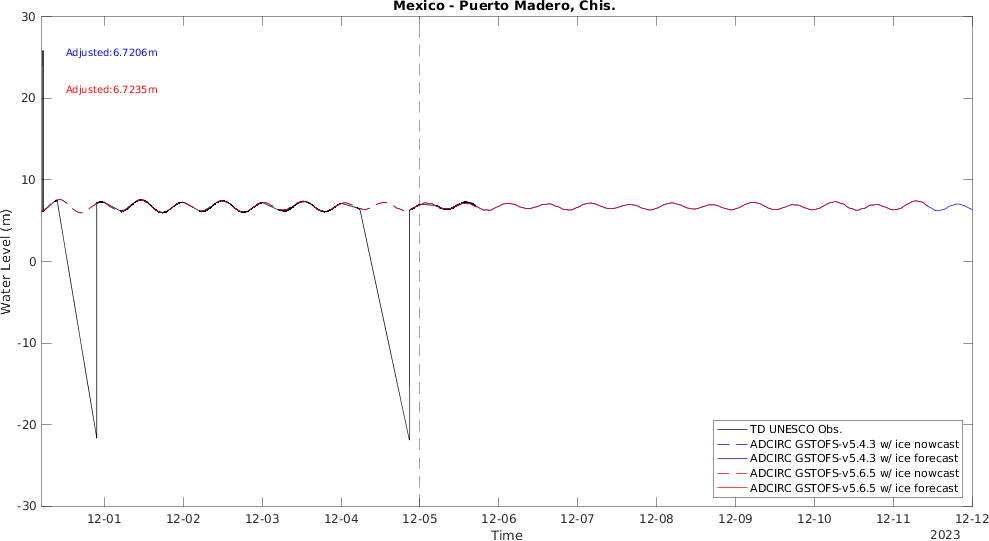 Mexico - Puerto Madero, Chis.
30
20
10
0
-10
-20
-30
Water Level (m)
Adjusted:6.7206m
Adjusted:6.7235m
TD UNESCO Obs.
ADCIRC GSTOFS-v5.4.3 w/ ice nowcast
ADCIRC GSTOFS-v5.4.3 w/ ice forecast
ADCIRC GSTOFS-v5.6.5 w/ ice nowcast
ADCIRC GSTOFS-v5.6.5 w/ ice forecast
12-01 12-02 12-03 12-04 12-05 12-06 12-07 12-08 12-09 12-10 12-11 12-12
Time
2023